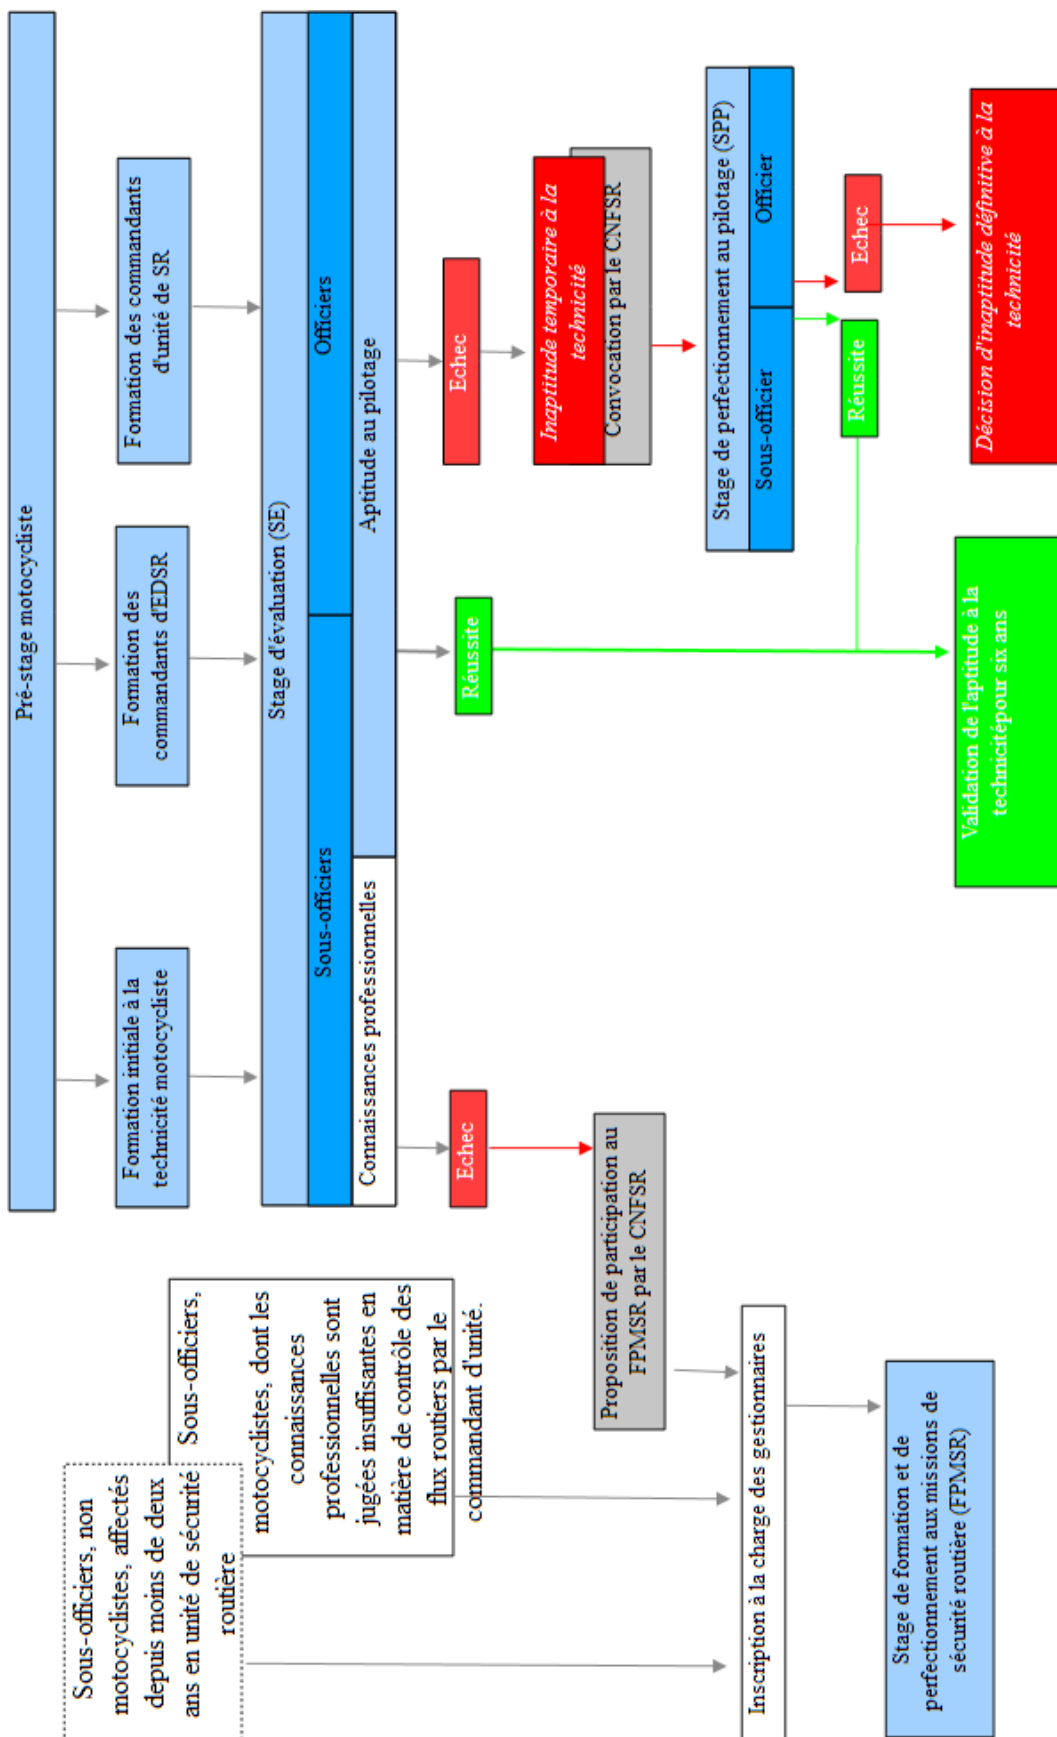 Pré-stage motocycliste
Formation initiale à la
technicité motocycliste
Formation des
commandants d'EDSR
Formation des commandants
d'unité de SR
Stage d'évaluation (SE)
Sous-officiers
Officiers
Connaissances professionnelles
Aptitude au pilotage
Sous-officiers, non
motocyclistes, affectés
depuis moins de deux
ans en unité de sécurité
routière
Sous-officiers,
motocyclistes, dont les
connaissances
professionnelles sont
jugées insuffisantes en
matière de contrôle des
flux routiers par le
commandant d'unité.
Echec
Réussite
Echec
Inaptitude temporaire à la
technicité
Convocation par le CNFSR
Proposition de participation au
FPMSR par le CNFSR
Stage de perfectionnement au pilotage (SPP)
Sous-officier
Officier
Inscription à la charge des gestionnaires
Réussite
Echec
Stage de formation et de
perfectionnement aux missions de
sécurité routière (FPMSR)
Validation de l'aptitude à la
technicitépour six ans
Décision d'inaptitude définitive à la
technicité